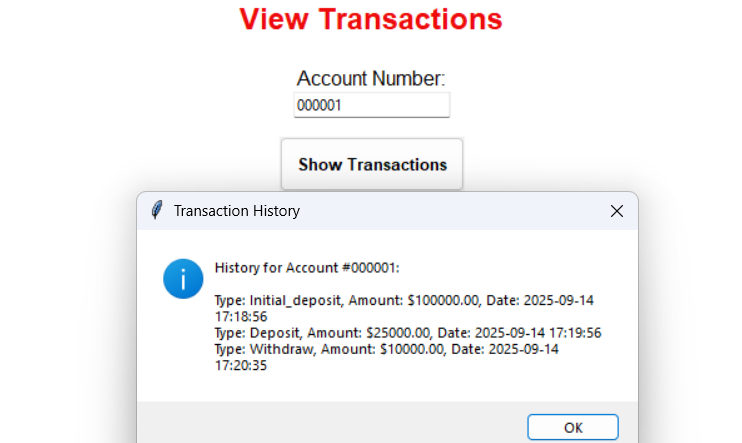 View Transactions
Account Number:
000001
Show Transactions
Transaction History
History for Account #000001:
Type: Initial_deposit, Amount: $100000.00, Date: 2025-09-14
17:18:56
Type: Deposit, Amount: $25000.00, Date: 2025-09-14 17:19:56
Type: Withdraw, Amount: $10000.00, Date: 2025-09-14
17:20:35
OK